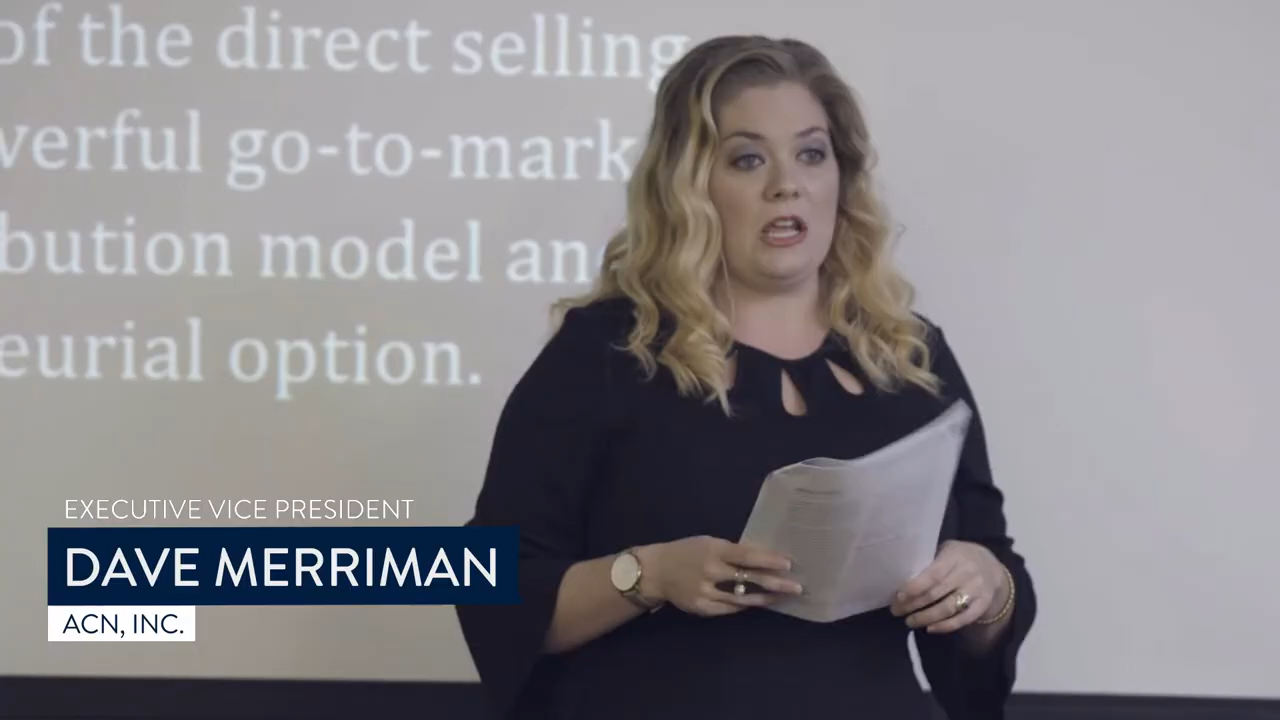 of the direct selling
verful go-to-mark
bution model an
eurial option.
EXECUTIVE VICE PRESIDENT
DAVE MERRIMAN
ACN, INC.